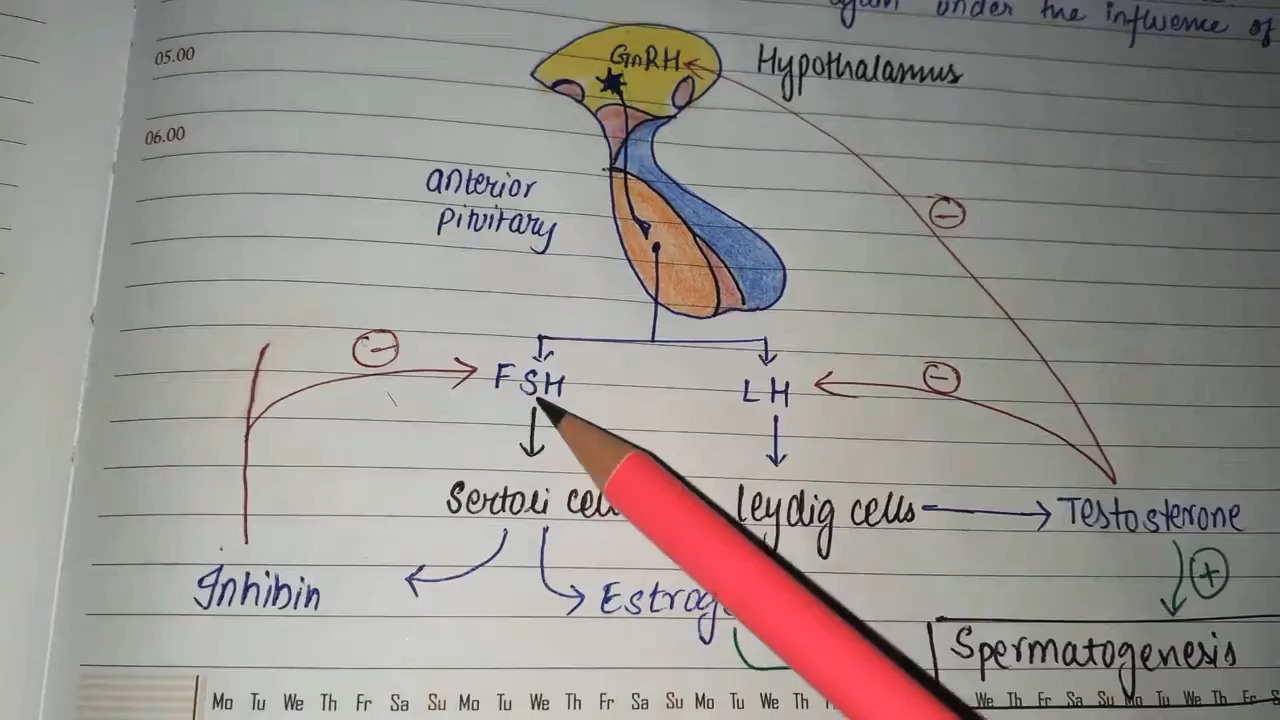 again under the influence of
05.00
GnRH
Hypothalamus
06.00
anterior
pituitary
FSH
LH
Sertoli
Leydig cells
Testosterone
Inhibin
Spermatogenesis
Mo Tu We Th Fr Sa Su Mo Tu We Th Fr Sa Su Mo Tu We Th
We Th Fr Sa Su Mo Tu We Th Fr